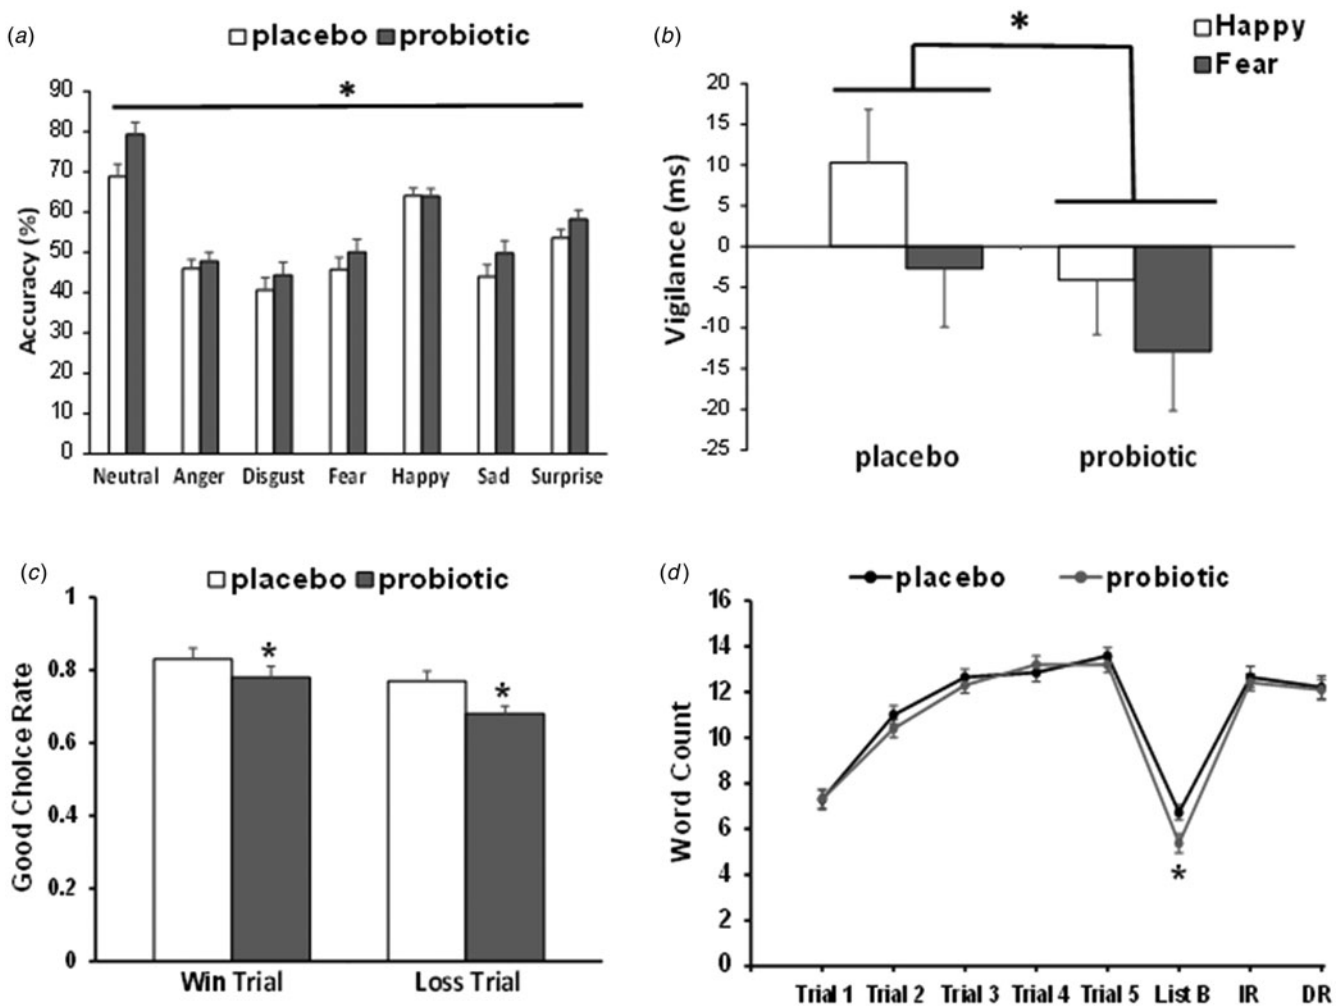 (a)
placebo probiotic
*
Accuracy (%)
90
80
70
60
50
40
30
20
10
0
Neutral Anger Disgust Fear Happy Sad Surprise
(b)
*
Happy
Fear
Vigilance (ms)
20
15
10
5
0
-5
-10
-15
-20
-25
placebo probiotic
(c)
placebo probiotic
Good Choice Rate
1
0.8
0.6
0.4
0.2
0
*
*
Win Trial Loss Trial
(d)
placebo probiotic
Word Count
16
14
12
10
8
6
4
2
0
*
Trial 1 Trial 2 Trial 3 Trial 4 Trial 5 List B IR DR